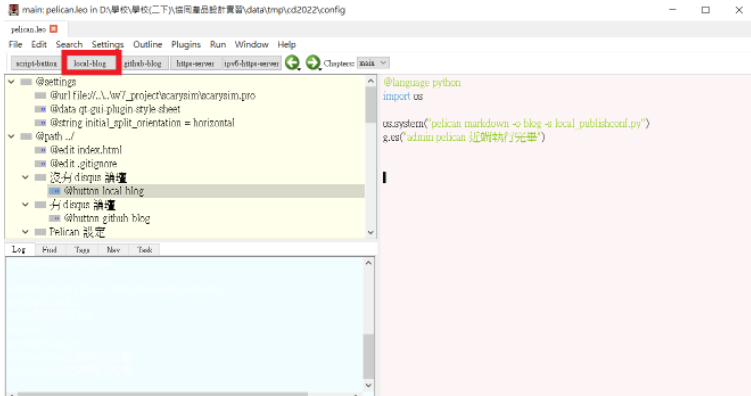 main: pelican.leo in D:\學校\學校(二下)\協同產品設計實習\data\tmp\cd2022\config
pelican.leo
File Edit Search Settings Outline Plugins Run Window Help
script-button local-blog github-blog https-server ipv6-https-server Chapters: main
@settings
@url file://..\..\w7_project\scarysim\scarysim.pro
@data qt-gui-plugin-style-sheet
@string initial_split_orientation = horizontal
@path ../
@edit index.html
@edit .gitignore
沒有 disqus 論壇
@button local blog
有 disqus 論壇
@button github blog
Pelican 設定
Log Find Tags Nav Task
@language python
import os
os.system("pelican markdown -o blog -s local_publishconf.py")
g.es("admin pelican 近端執行完畢")